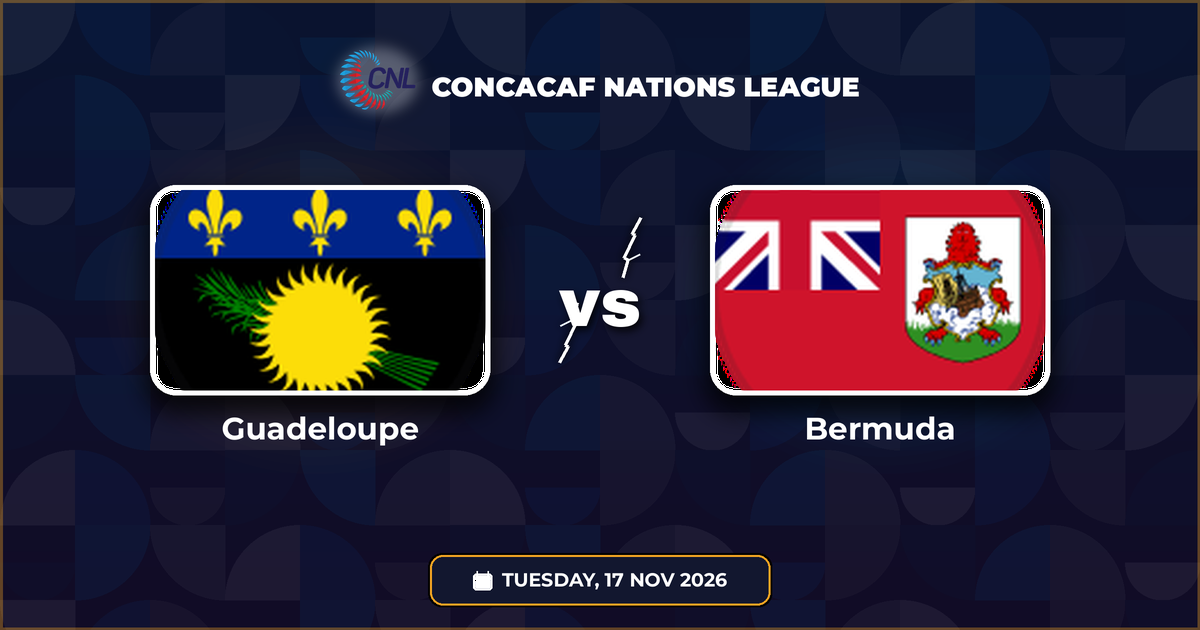 CNL
CONCACAF NATIONS LEAGUE
VS
Guadeloupe
Bermuda
TUESDAY, 17 NOV 2026